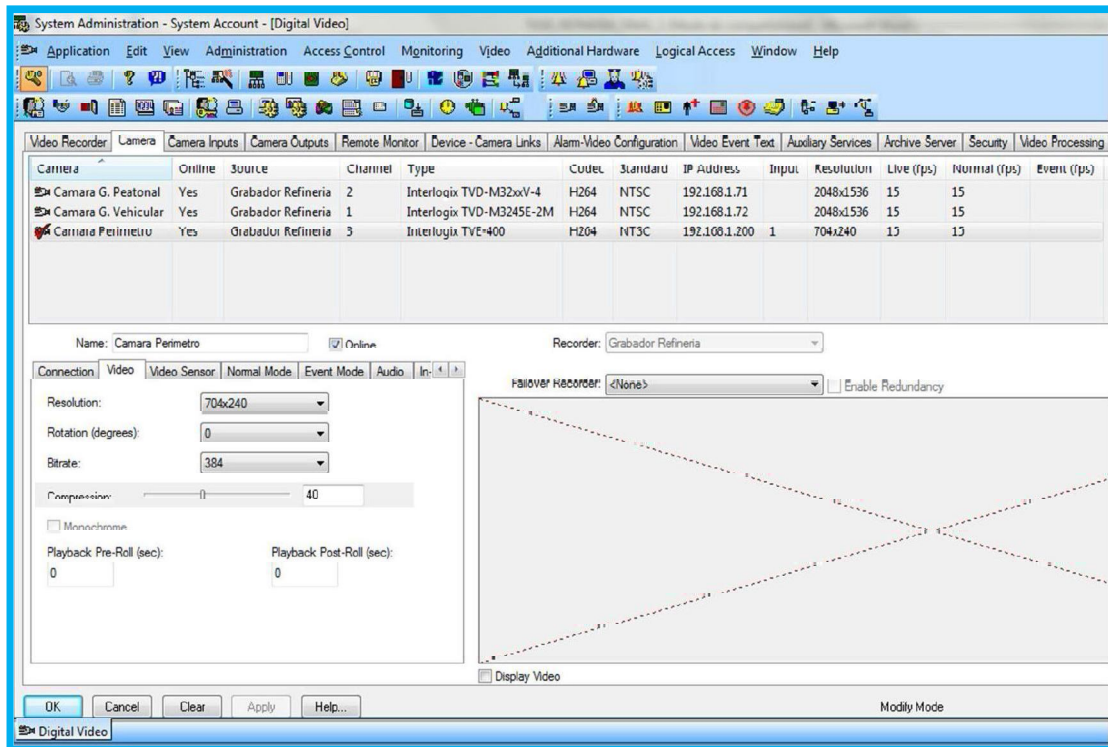 System Administration - System Account - [Digital Video]
Application Edit View Administration Access Control Monitoring Video Additional Hardware Logical Access Window Help
Video Recorder Camera Camera Inputs Camera Outputs Remote Monitor Device - Camera Links Alarm-Video Configuration Video Event Text Auxiliary Services Archive Server Security Video Processing
Camera Online Source Channel Type Codec Standard IP Address Input Resolution Live (fps) Normal (fps) Event (fps)
Camara G. Peatonal Yes Grabador Refineria 2 Interlogix TVD-M32xxV-4 H264 NTSC 192.168.1.71 2048x1536 15 15
Camara G. Vehicular Yes Grabador Refineria 1 Interlogix TVD-M3245E-2M H264 NTSC 192.168.1.72 2048x1536 15 15
Camara Perimetro Yes Grabador Refineria 3 Interlogix TVE-400 H264 NTSC 192.168.1.200 1 704x240 15 15
Name: Camara Perimetro Online Recorder: Grabador Refineria
Connection Video Video Sensor Normal Mode Event Mode Audio In-
Failover Recorder: <None> Enable Redundancy
Resolution: 704x240
Rotation (degrees): 0
Bitrate: 384
Compression: 40
Monochrome
Playback Pre-Roll (sec): Playback Post-Roll (sec):
0 0
Display Video
OK Cancel Clear Apply Help... Modify Mode
Digital Video